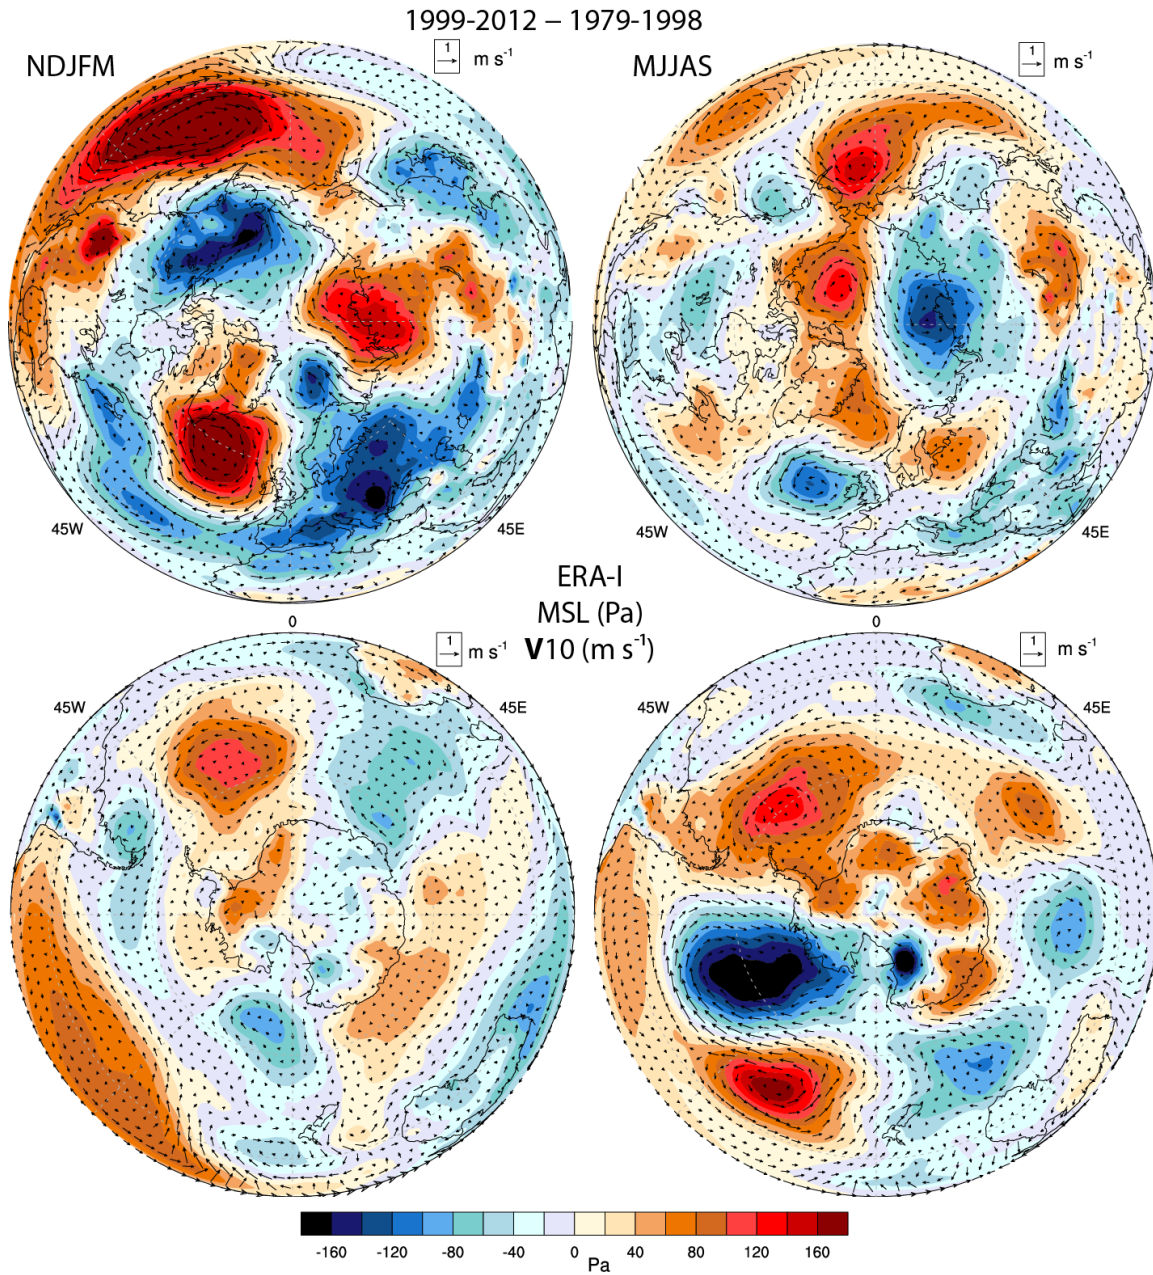 1999-2012 – 1979-1998
NDJFM
1
m s⁻¹
MJJAS
1
m s⁻¹
45W
45E
45W
45E
ERA-I
MSL (Pa)
V10 (m s⁻¹)
0
0
1
m s⁻¹
1
m s⁻¹
45W
45E
45W
45E
-160 -120 -80 -40 0 40 80 120 160
Pa